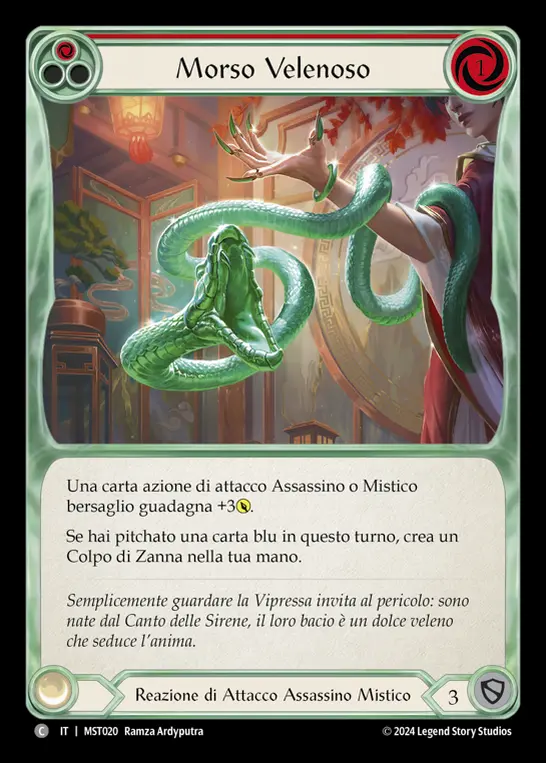 Morso Velenoso
1
Una carta azione di attacco Assassino o Mistico
bersaglio guadagna +3.
Se hai pitchato una carta blu in questo turno, crea un
Colpo di Zanna nella tua mano.
Semplicemente guardare la Vipressa invita al pericolo: sono
nate dal Canto delle Sirene, il loro bacio è un dolce veleno
che seduce l'anima.
Reazione di Attacco Assassino Mistico
3
C IT | MST020 Ramza Ardyputra
© 2024 Legend Story Studios